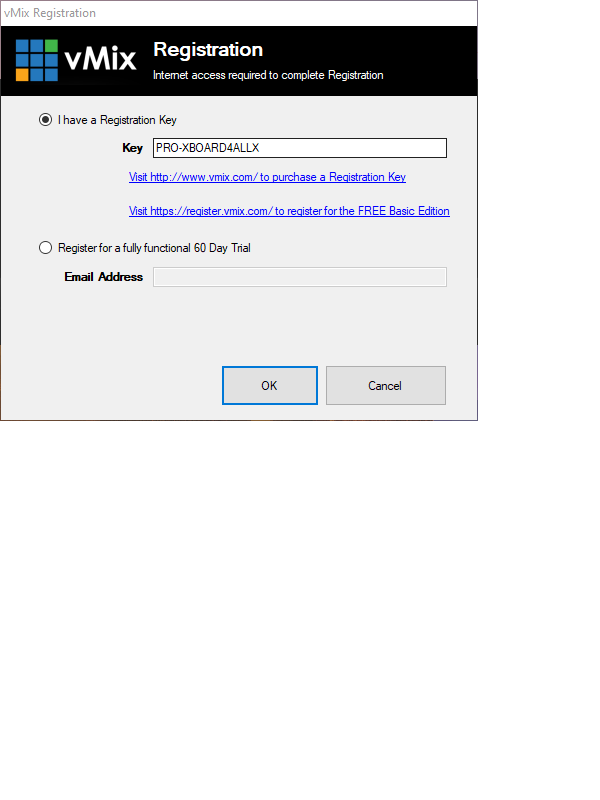 vMix Registration
vMix
Registration
Internet access required to complete Registration
I have a Registration Key
Key PRO-XBOARD4ALLX
Visit http://www.vmix.com/ to purchase a Registration Key
Visit https://register.vmix.com/ to register for the FREE Basic Edition
Register for a fully functional 60 Day Trial
Email Address
OK Cancel